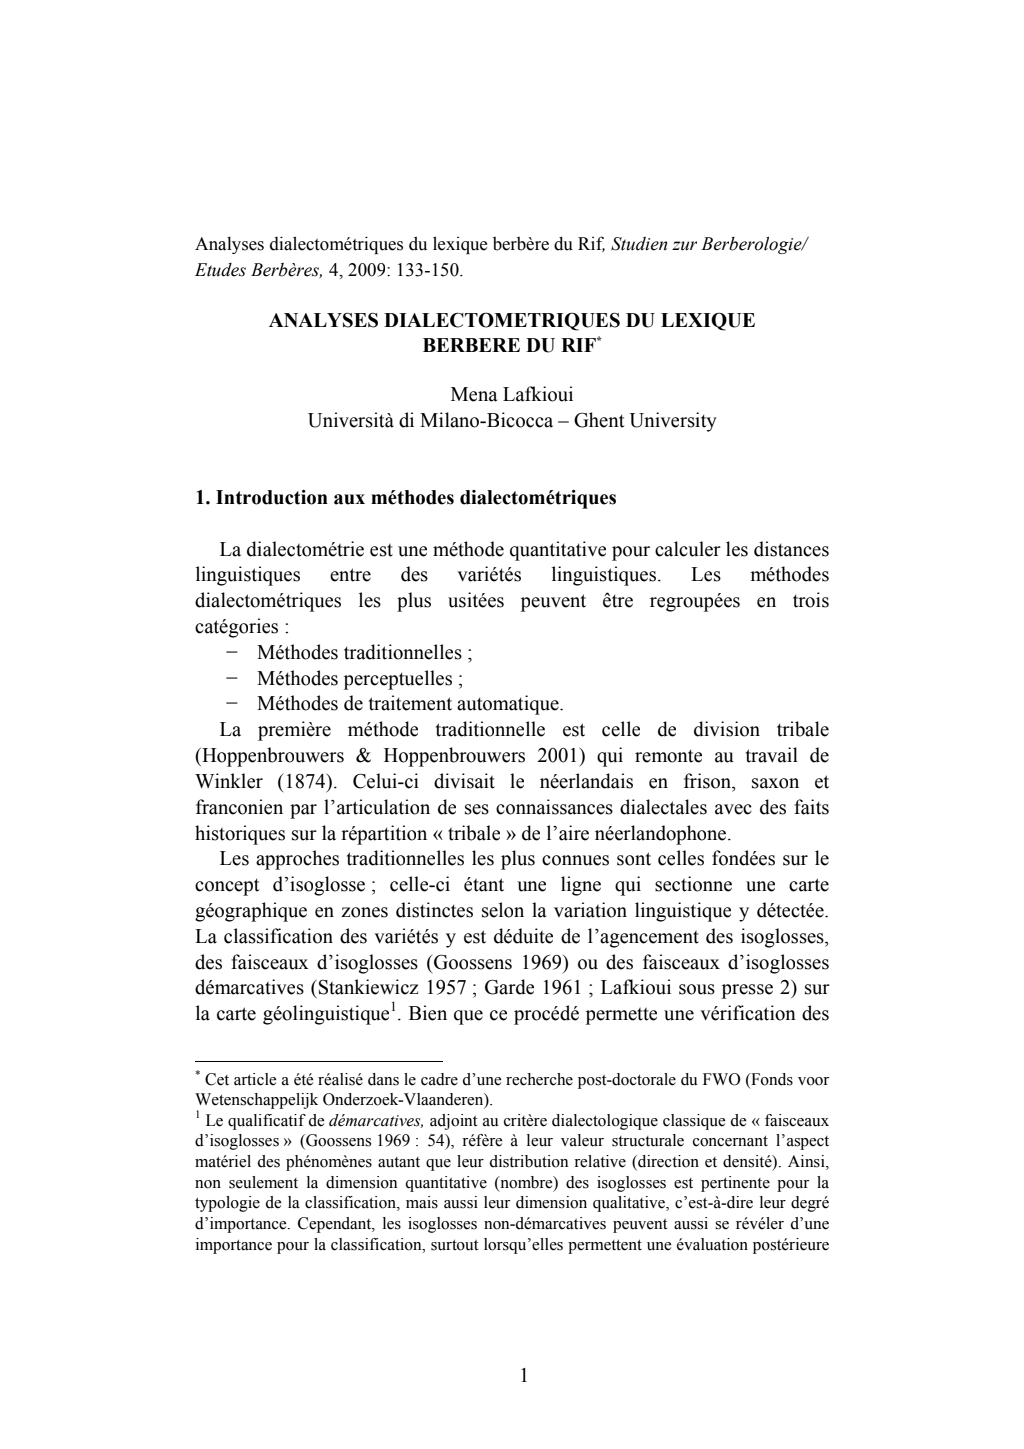 Analyses dialectométriques du lexique berbère du Rif, Studien zur Berberologie/
Etudes Berbères, 4, 2009: 133-150.
ANALYSES DIALECTOMETRIQUES DU LEXIQUE
BERBERE DU RIF*
Mena Lafkioui
Università di Milano-Bicocca – Ghent University
1. Introduction aux méthodes dialectométriques
La dialectométrie est une méthode quantitative pour calculer les distances
linguistiques entre des variétés linguistiques. Les méthodes
dialectométriques les plus usitées peuvent être regroupées en trois
catégories :
− Méthodes traditionnelles ;
− Méthodes perceptuelles ;
− Méthodes de traitement automatique.
La première méthode traditionnelle est celle de division tribale
(Hoppenbrouwers & Hoppenbrouwers 2001) qui remonte au travail de
Winkler (1874). Celui-ci divisait le néerlandais en frison, saxon et
franconien par l’articulation de ses connaissances dialectales avec des faits
historiques sur la répartition « tribale » de l’aire néerlandophone.
Les approches traditionnelles les plus connues sont celles fondées sur le
concept d’isoglosse ; celle-ci étant une ligne qui sectionne une carte
géographique en zones distinctes selon la variation linguistique y détectée.
La classification des variétés y est déduite de l’agencement des isoglosses,
des faisceaux d’isoglosses (Goossens 1969) ou des faisceaux d’isoglosses
démarcatives (Stankiewicz 1957 ; Garde 1961 ; Lafkioui sous presse 2) sur
la carte géolinguistique1. Bien que ce procédé permette une vérification des
* Cet article a été réalisé dans le cadre d’une recherche post-doctorale du FWO (Fonds voor
Wetenschappelijk Onderzoek-Vlaanderen).
1 Le qualificatif de démarcatives, adjoint au critère dialectologique classique de « faisceaux
d’isoglosses » (Goossens 1969 : 54), réfère à leur valeur structurale concernant l’aspect
matériel des phénomènes autant que leur distribution relative (direction et densité). Ainsi,
non seulement la dimension quantitative (nombre) des isoglosses est pertinente pour la
typologie de la classification, mais aussi leur dimension qualitative, c’est-à-dire leur degré
d’importance. Cependant, les isoglosses non-démarcatives peuvent aussi se révéler d’une
importance pour la classification, surtout lorsqu’elles permettent une évaluation postérieure
1